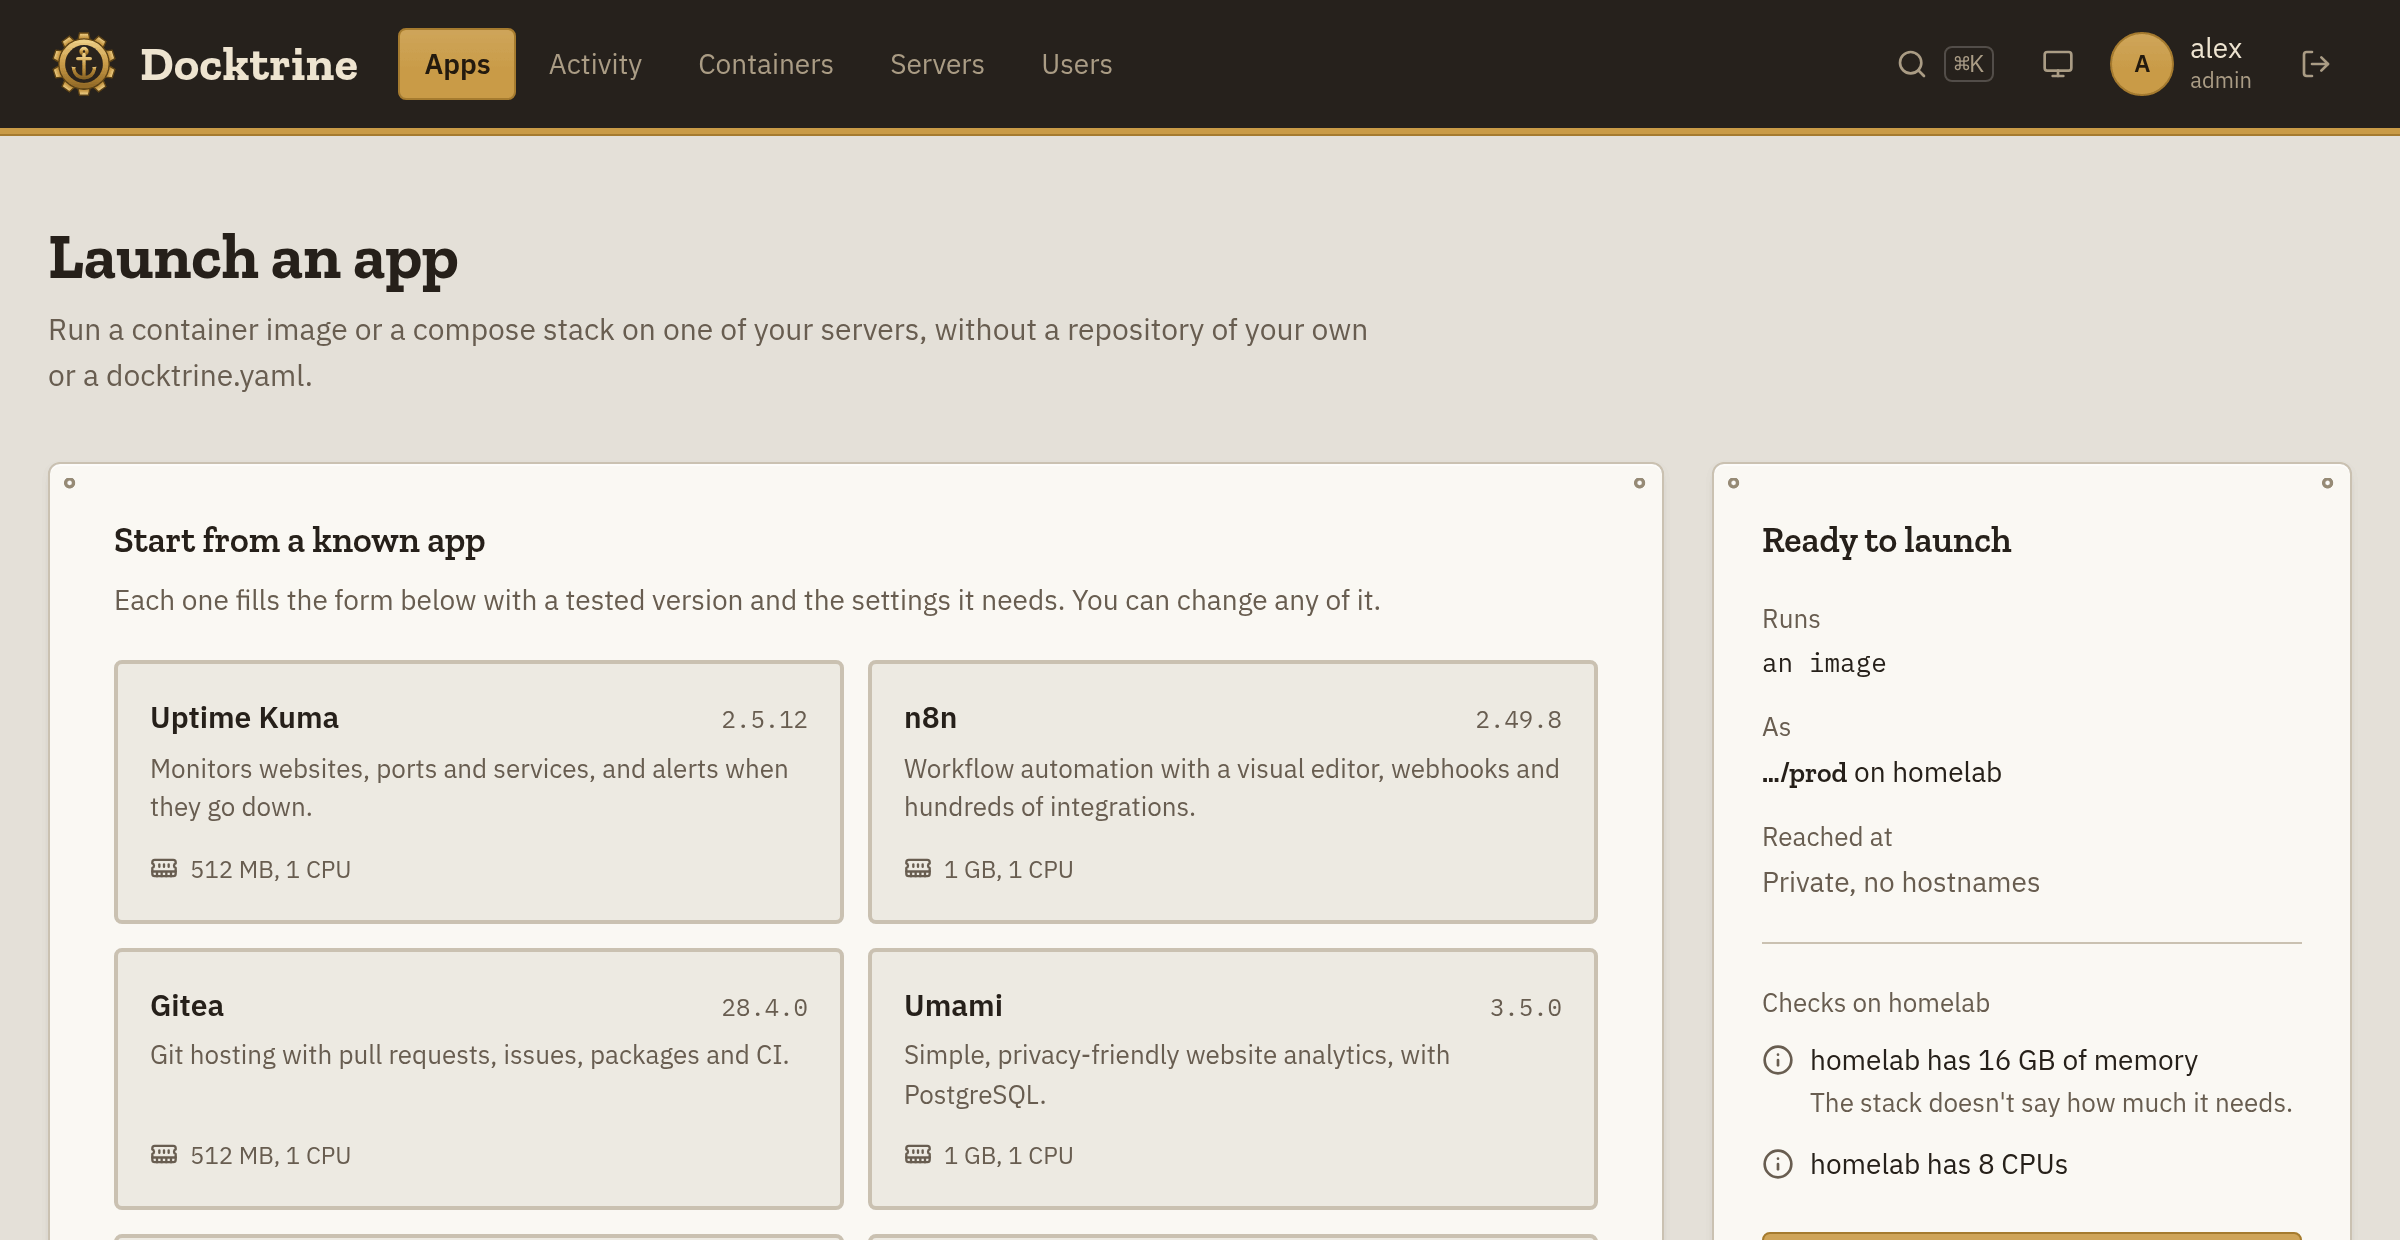 Docktrine
Apps
Activity
Containers
Servers
Users
⌘K
A
alex
admin
Launch an app
Run a container image or a compose stack on one of your servers, without a repository of your own
or a docktrine.yaml.
Start from a known app
Each one fills the form below with a tested version and the settings it needs. You can change any of it.
Uptime Kuma
2.5.12
Monitors websites, ports and services, and alerts when
they go down.
512 MB, 1 CPU
n8n
2.49.8
Workflow automation with a visual editor, webhooks and
hundreds of integrations.
1 GB, 1 CPU
Gitea
28.4.0
Git hosting with pull requests, issues, packages and CI.
512 MB, 1 CPU
Umami
3.5.0
Simple, privacy-friendly website analytics, with
PostgreSQL.
1 GB, 1 CPU
Ready to launch
Runs
an image
As
…/prod on homelab
Reached at
Private, no hostnames
Checks on homelab
homelab has 16 GB of memory
The stack doesn't say how much it needs.
homelab has 8 CPUs